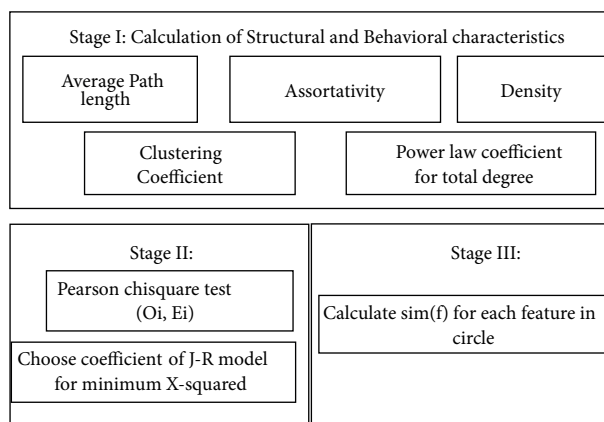 Stage I: Calculation of Structural and Behavioral characteristics
Average Path
length
Assortativity
Density
Clustering
Coefficient
Power law coefficient
for total degree
Stage II:
Pearson chisquare test
(Oi, Ei)
Choose coefficient of J-R model
for minimum X-squared
Stage III:
Calculate sim(f) for each feature in
circle